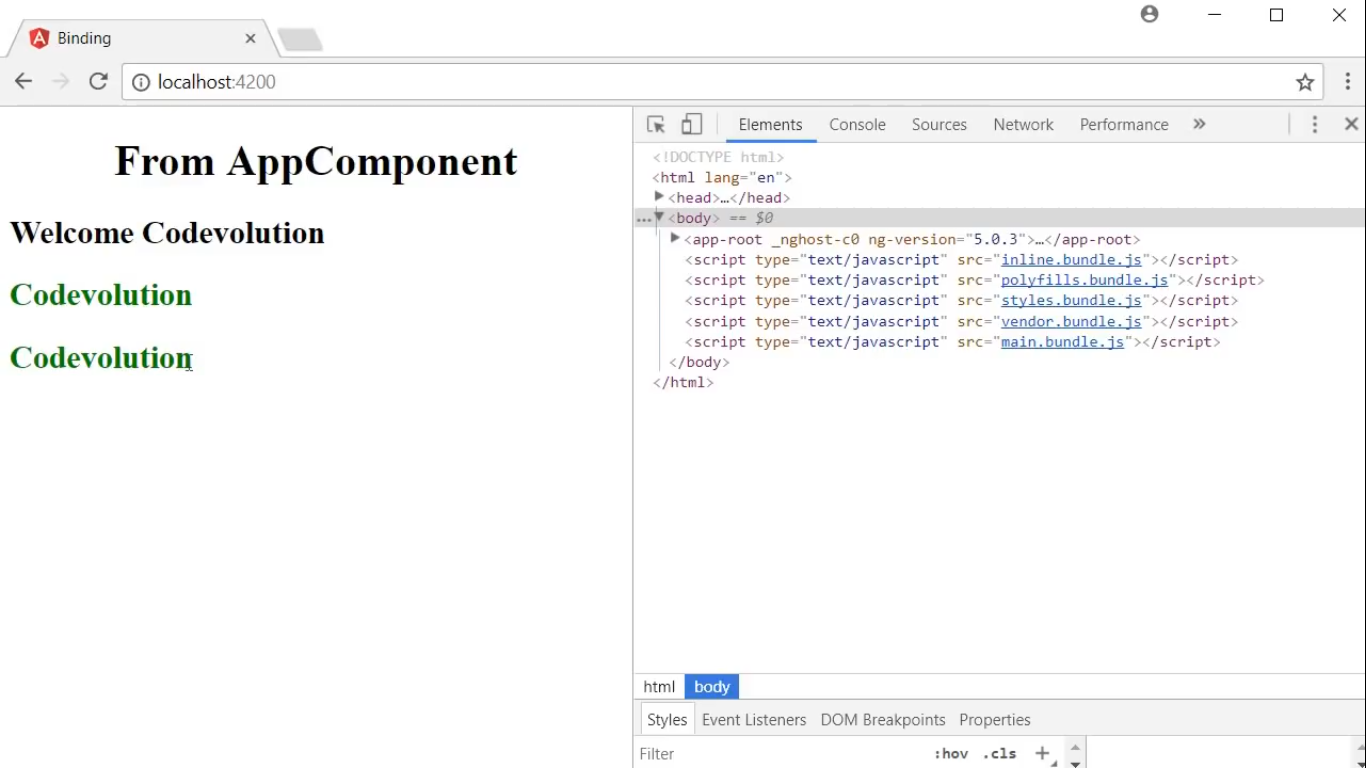 Binding
localhost:4200
From AppComponent
Welcome Codevolution
Codevolution
Codevolution
Elements Console Sources Network Performance »
<!DOCTYPE html>
<html lang="en">
<head>…</head>
…<body> == $0
<app-root _nghost-c0 ng-version="5.0.3">…</app-root>
<script type="text/javascript" src="inline.bundle.js"></script>
<script type="text/javascript" src="polyfills.bundle.js"></script>
<script type="text/javascript" src="styles.bundle.js"></script>
<script type="text/javascript" src="vendor.bundle.js"></script>
<script type="text/javascript" src="main.bundle.js"></script>
</body>
</html>
html body
Styles Event Listeners DOM Breakpoints Properties
Filter :hov .cls +